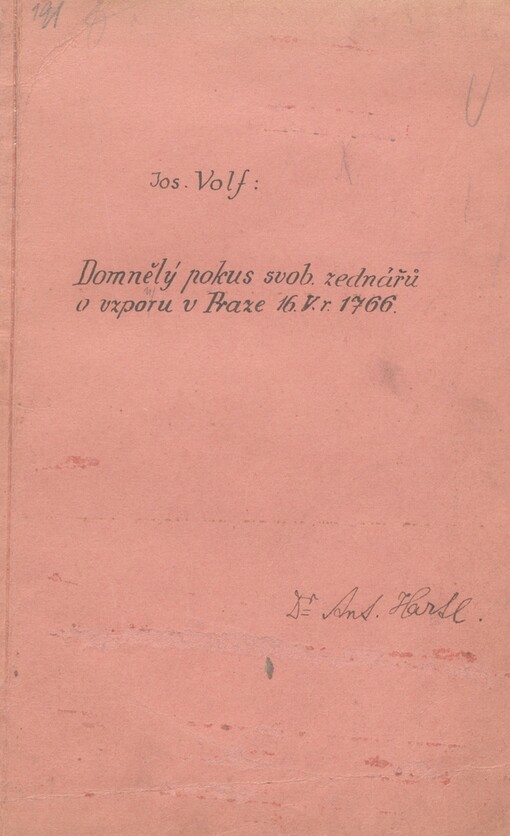 191
Jos. Volf:
Domnělý pokus svob. zednářů
o vzporu v Praze 16. V. r. 1766.
Dr Ant. Hartl.